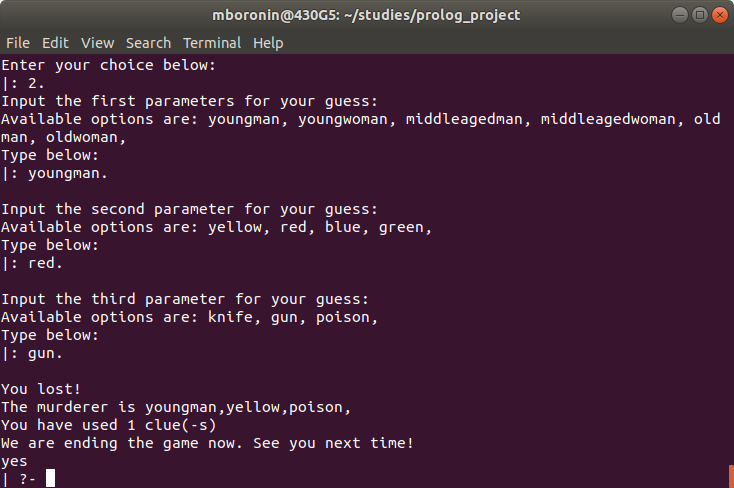 mboronin@430G5: ~/studies/prolog_project
File Edit View Search Terminal Help
Enter your choice below:
|: 2.
Input the first parameters for your guess:
Available options are: youngman, youngwoman, middleagedman, middleagedwoman, old
man, oldwoman,
Type below:
|: youngman.
Input the second parameter for your guess:
Available options are: yellow, red, blue, green,
Type below:
|: red.
Input the third parameter for your guess:
Available options are: knife, gun, poison,
Type below:
|: gun.
You lost!
The murderer is youngman,yellow,poison,
You have used 1 clue(-s)
We are ending the game now. See you next time!
yes
| ?-